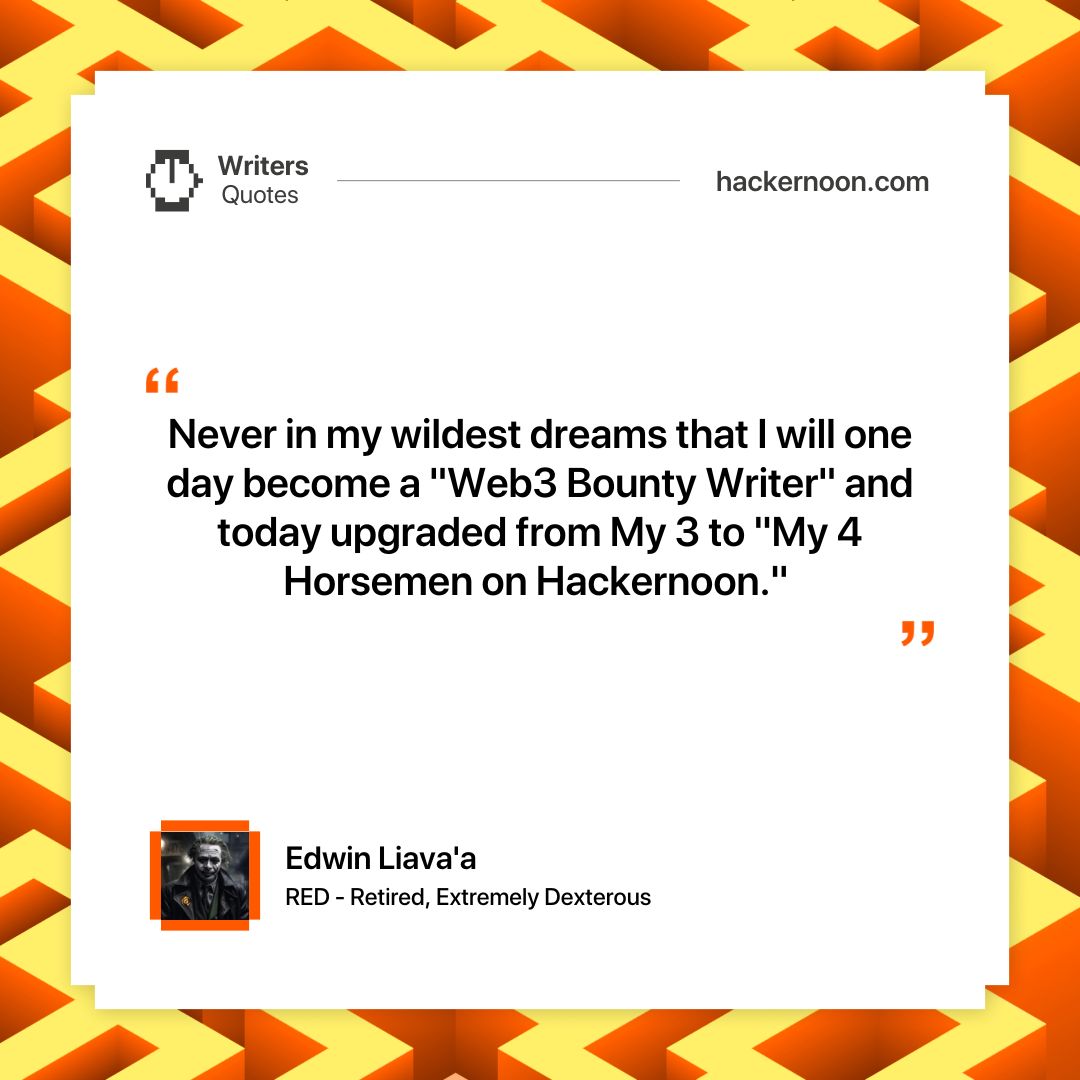 Writers
Quotes
hackernoon.com
“
Never in my wildest dreams that I will one
day become a "Web3 Bounty Writer" and
today upgraded from My 3 to "My 4
Horsemen on Hackernoon."
”
Edwin Liava'a
RED - Retired, Extremely Dexterous